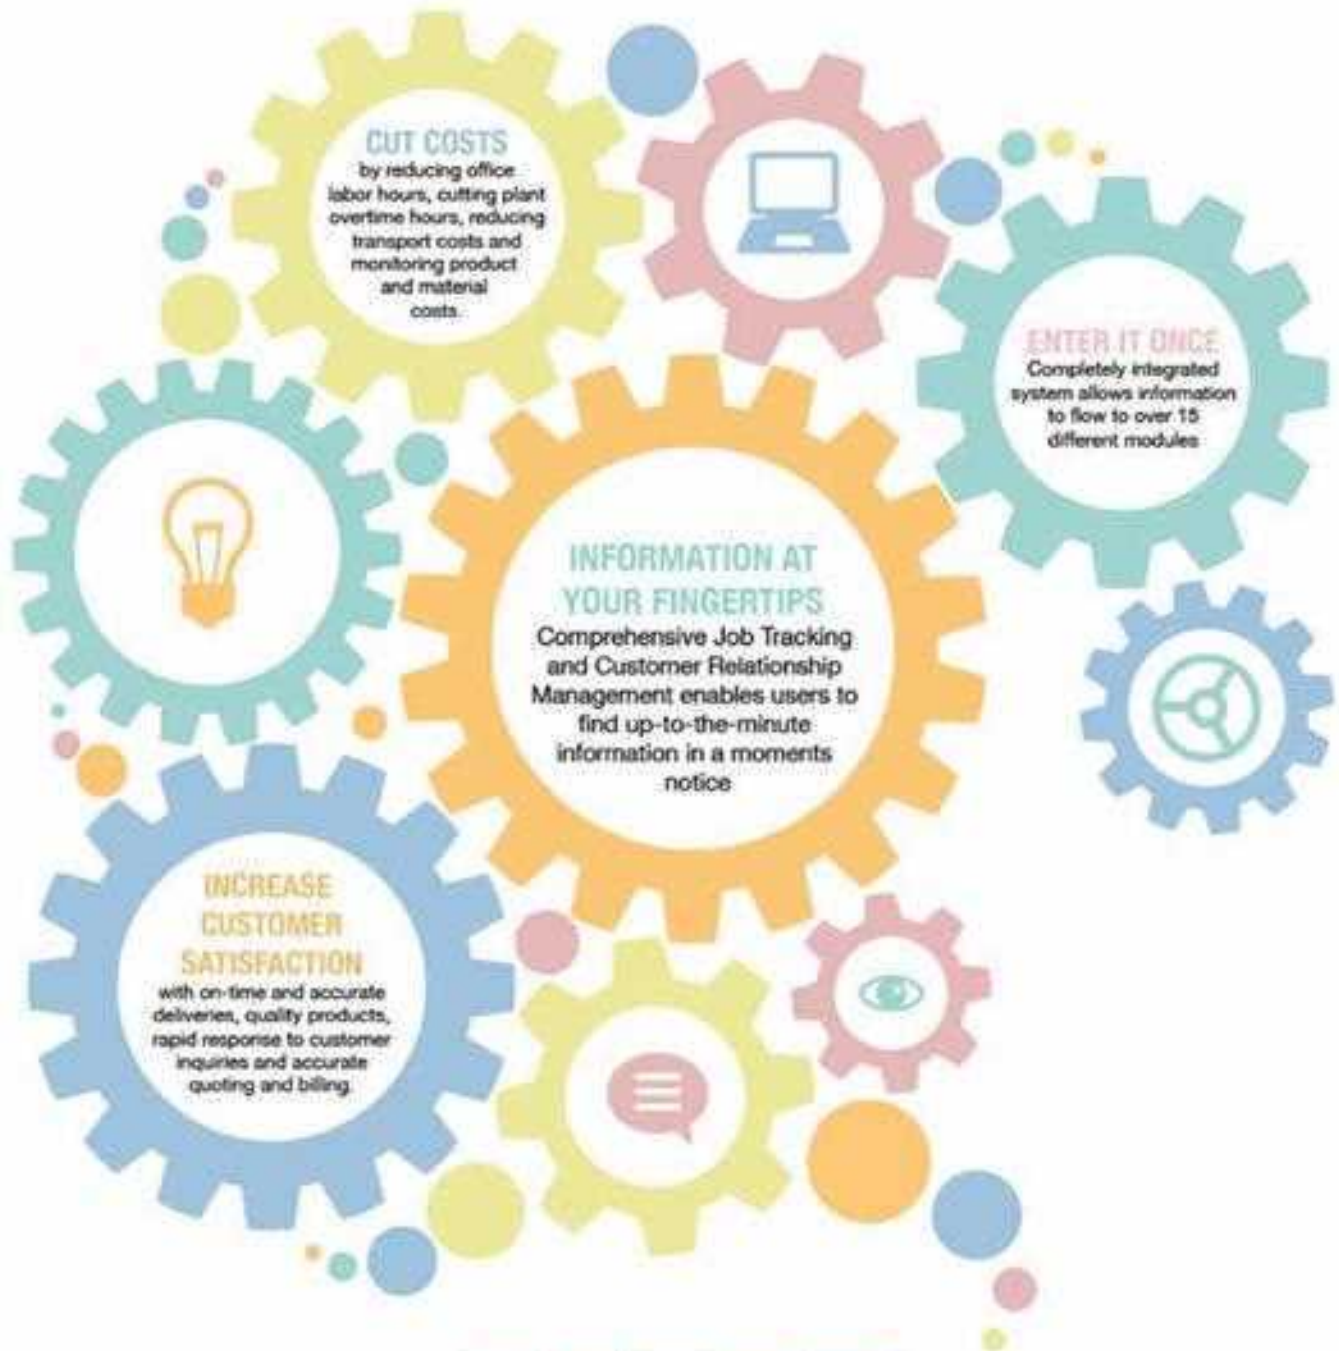 CUT COSTS
by reducing office
labor hours, cutting plant
overtime hours, reducing
transport costs and
monitoring product
and material
costs.
ENTER IT ONCE
Completely integrated
system allows information
to flow to over 15
different modules
INFORMATION AT
YOUR FINGERTIPS
Comprehensive Job Tracking
and Customer Relationship
Management enables users to
find up-to-the-minute
information in a moments
notice
INCREASE
CUSTOMER
SATISFACTION
with on-time and accurate
deliveries, quality products,
rapid response to customer
inquiries and accurate
quoting and billing.